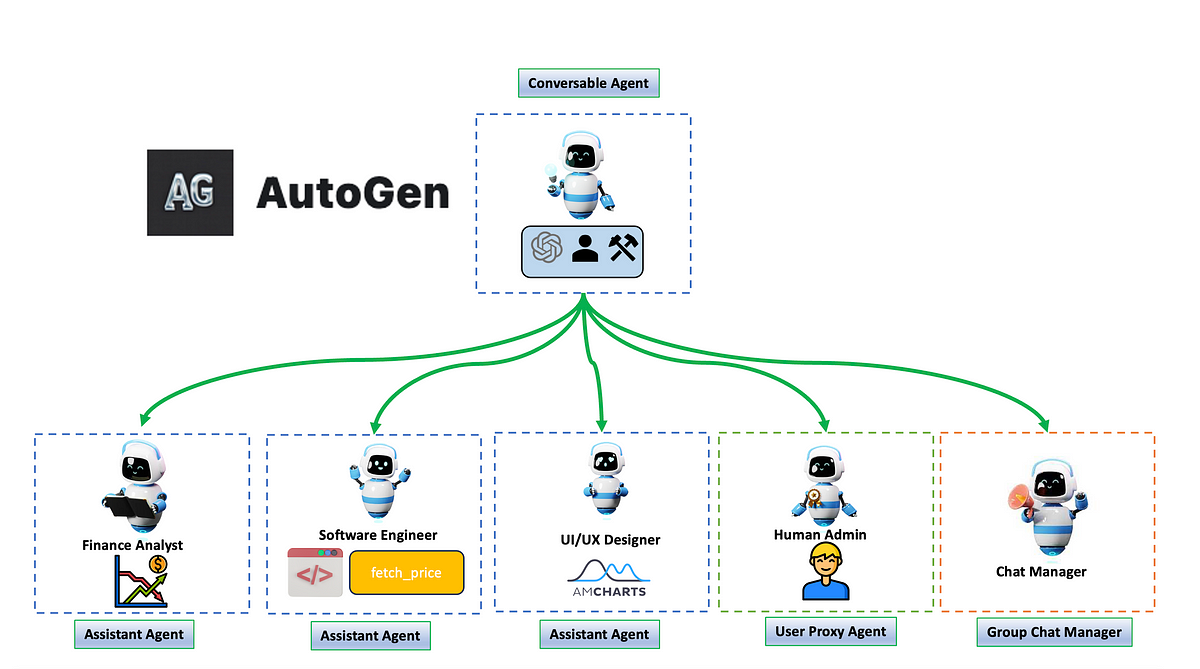 Conversable Agent
AG
AutoGen
Finance Analyst
Software Engineer
UI/UX Designer
Human Admin
Chat Manager
</>
fetch_price
AMCHARTS
$
Assistant Agent
Assistant Agent
Assistant Agent
User Proxy Agent
Group Chat Manager